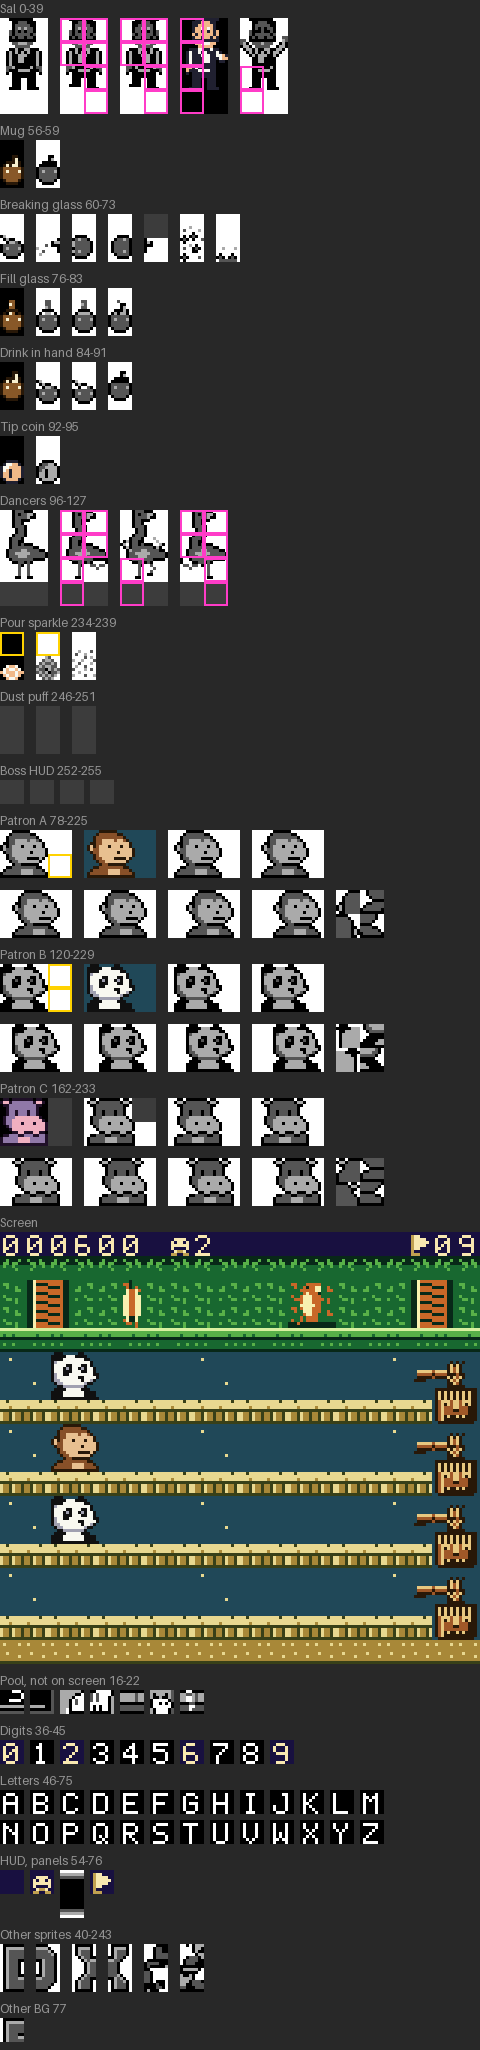 Sal 0-39
Mug 56-59
Breaking glass 60-73
Fill glass 76-83
Drink in hand 84-91
Tip coin 92-95
Dancers 96-127
Pour sparkle 234-239
Dust puff 246-251
Boss HUD 252-255
Patron A 78-225
Patron B 120-229
Patron C 162-233
Screen
000600 2 09
Pool, not on screen 16-22
Digits 36-45
0 1 2 3 4 5 6 7 8 9
Letters 46-75
A B C D E F G H I J K L M
N O P Q R S T U V W X Y Z
HUD, panels 54-76
Other sprites 40-243
Other BG 77